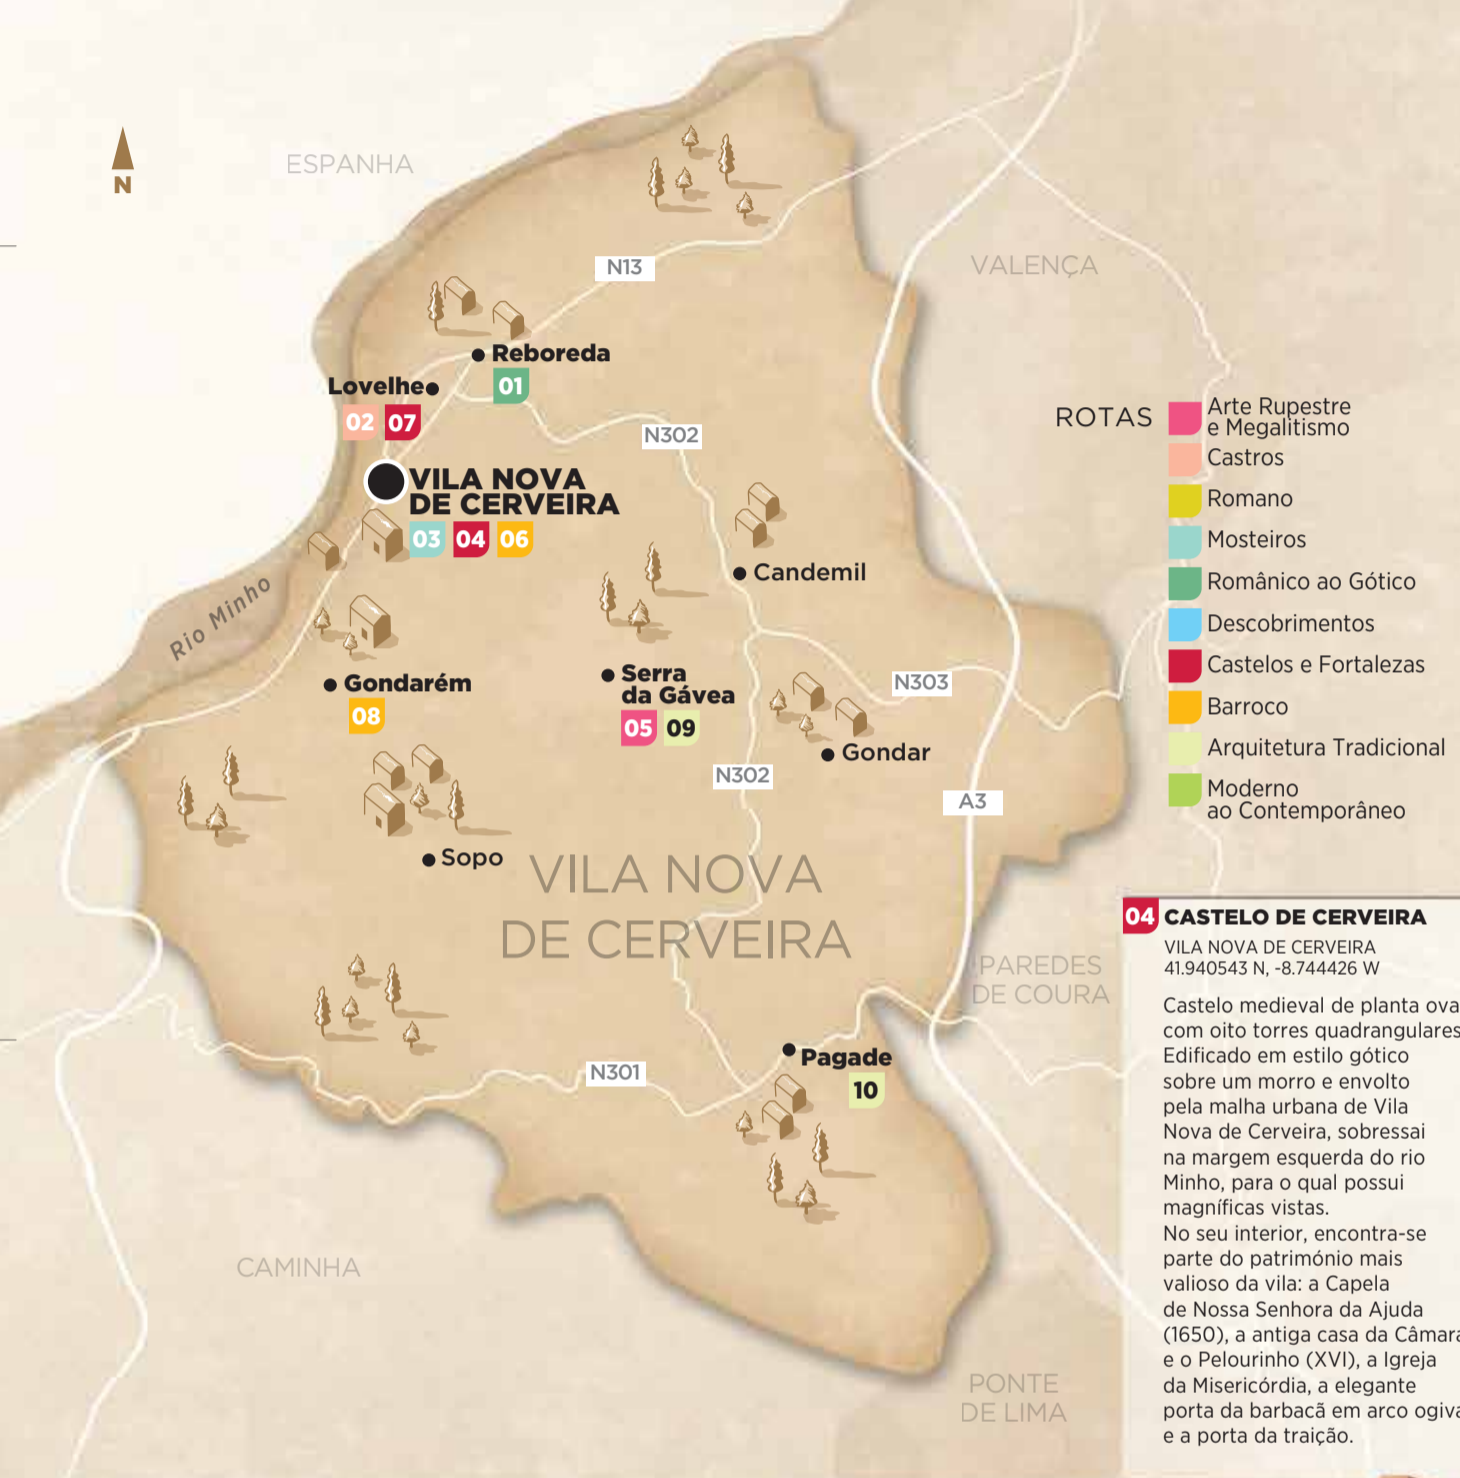 N
ESPANHA
VALENÇA
N13
Reboreda
01
Lovelhe
02 07
N302
VILA NOVA
DE CERVEIRA
03 04 06
Rio Minho
Candemil
Gondarém
08
Serra
da Gávea
05 09
N303
Gondar
N302
A3
Sopo
VILA NOVA
DE CERVEIRA
PAREDES
DE COURA
Pagade
10
N301
CAMINHA
PONTE
DE LIMA
ROTAS
Arte Rupestre
e Megalitismo
Castros
Romano
Mosteiros
Românico ao Gótico
Descobrimentos
Castelos e Fortalezas
Barroco
Arquitetura Tradicional
Moderno
ao Contemporâneo
04 CASTELO DE CERVEIRA
VILA NOVA DE CERVEIRA
41.940543 N, -8.744426 W
Castelo medieval de planta ova
com oito torres quadrangulares
Edificado em estilo gótico
sobre um morro e envolto
pela malha urbana de Vila
Nova de Cerveira, sobressai
na margem esquerda do rio
Minho, para o qual possui
magníficas vistas.
No seu interior, encontra-se
parte do património mais
valioso da vila: a Capela
de Nossa Senhora da Ajuda
(1650), a antiga casa da Câmara
e o Pelourinho (XVI), a Igreja
da Misericórdia, a elegante
porta da barbacã em arco ogiva
e a porta da traição.